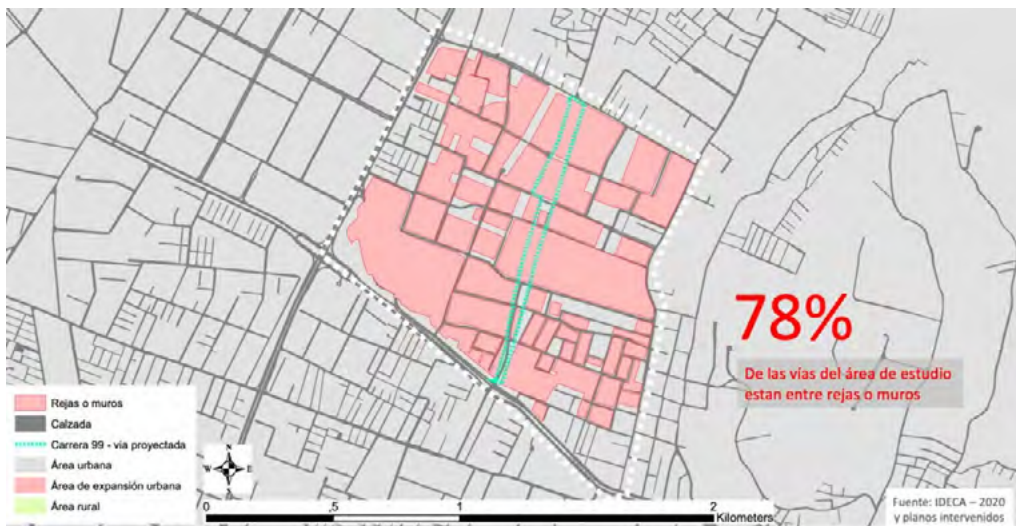 78%
De las vías del área de estudio
estan entre rejas o muros
Rejas o muros
Calzada
Carrera 99 - via proyectada
Área urbana
Área de expansión urbana
Área rural
N
W E
S
0 ,5 1 2
Kilometers
Fuente: IDECA – 2020
y planos intervenidos